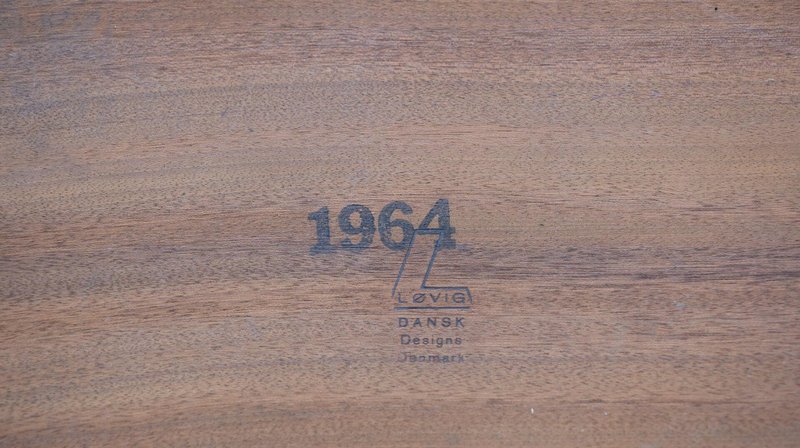 1964
LØVIG
DANSK
Designs
Denmark